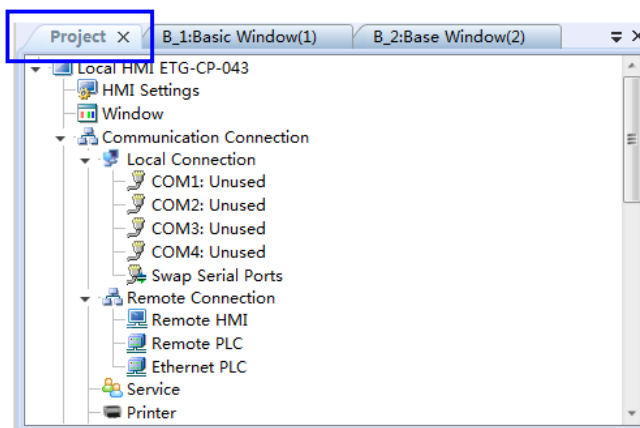 Project B_1:Basic Window(1) B_2:Base Window(2)
Local HMI ETG-CP-043
HMI Settings
Window
Communication Connection
Local Connection
COM1: Unused
COM2: Unused
COM3: Unused
COM4: Unused
Swap Serial Ports
Remote Connection
Remote HMI
Remote PLC
Ethernet PLC
Service
Printer